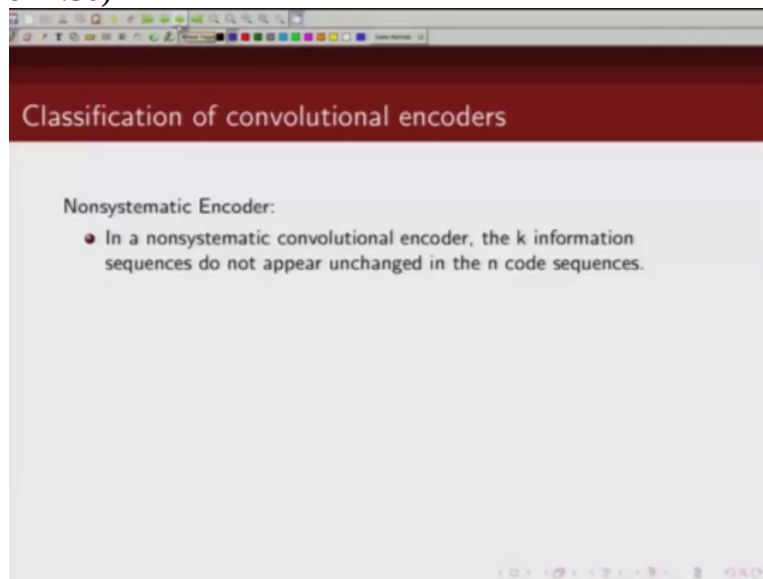 Classification of convolutional encoders
Nonsystematic Encoder:
In a nonsystematic convolutional encoder, the k information
sequences do not appear unchanged in the n code sequences.